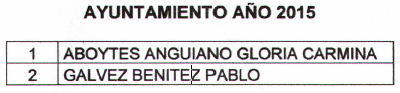 AYUNTAMIENTO AÑO 2015
1 ABOYTES ANGUIANO GLORIA CARMINA
2 GALVEZ BENITEZ PABLO